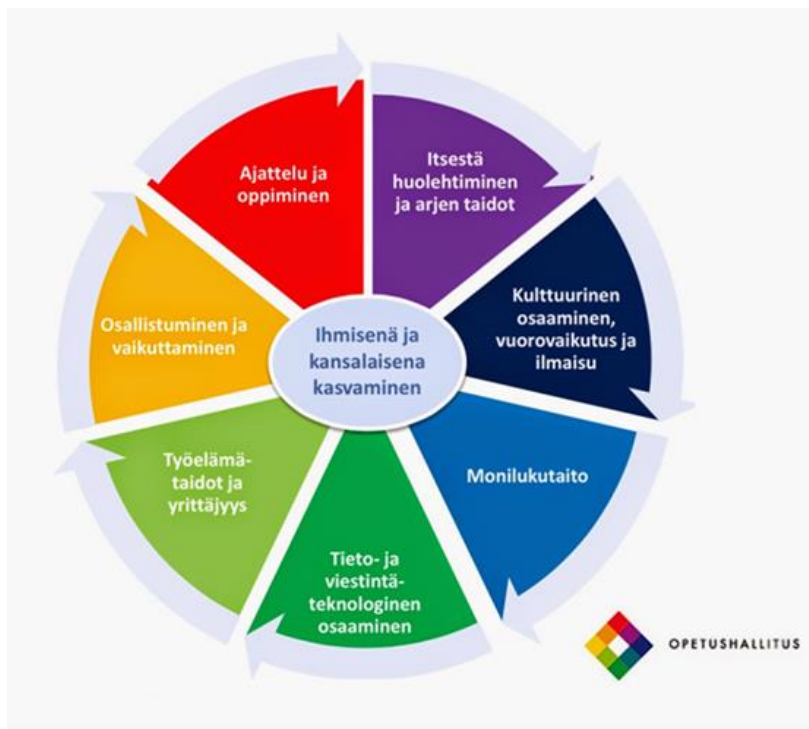 Ajattelu ja
oppiminen
Itsestä
huolehtiminen
ja arjen taidot
Kulttuurinen
osaaminen,
vuorovaikutus ja
ilmaisu
Monilukutaito
Tieto- ja
viestintä-
teknologinen
osaaminen
Työelämä-
taidot ja
yrittäjyys
Osallistuminen ja
vaikuttaminen
Ihmisenä ja
kansalaisena
kasvaminen
OPETUSHALLITUS